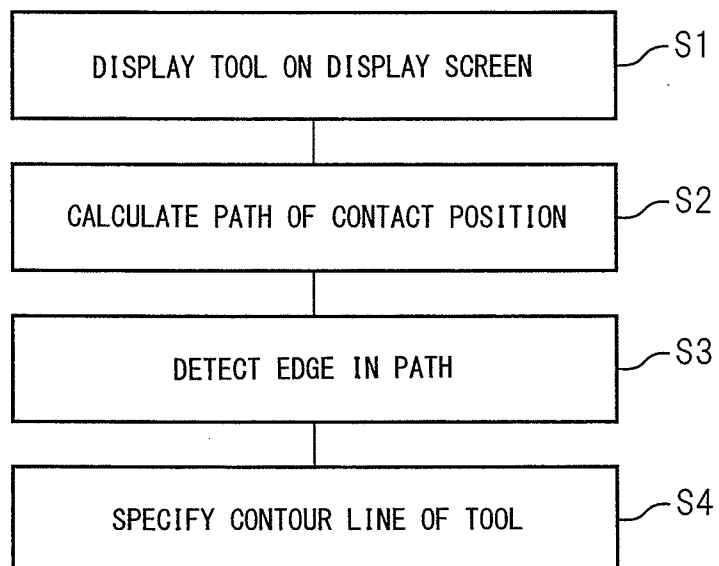 DISPLAY TOOL ON DISPLAY SCREEN
S1
CALCULATE PATH OF CONTACT POSITION
S2
DETECT EDGE IN PATH
S3
SPECIFY CONTOUR LINE OF TOOL
S4